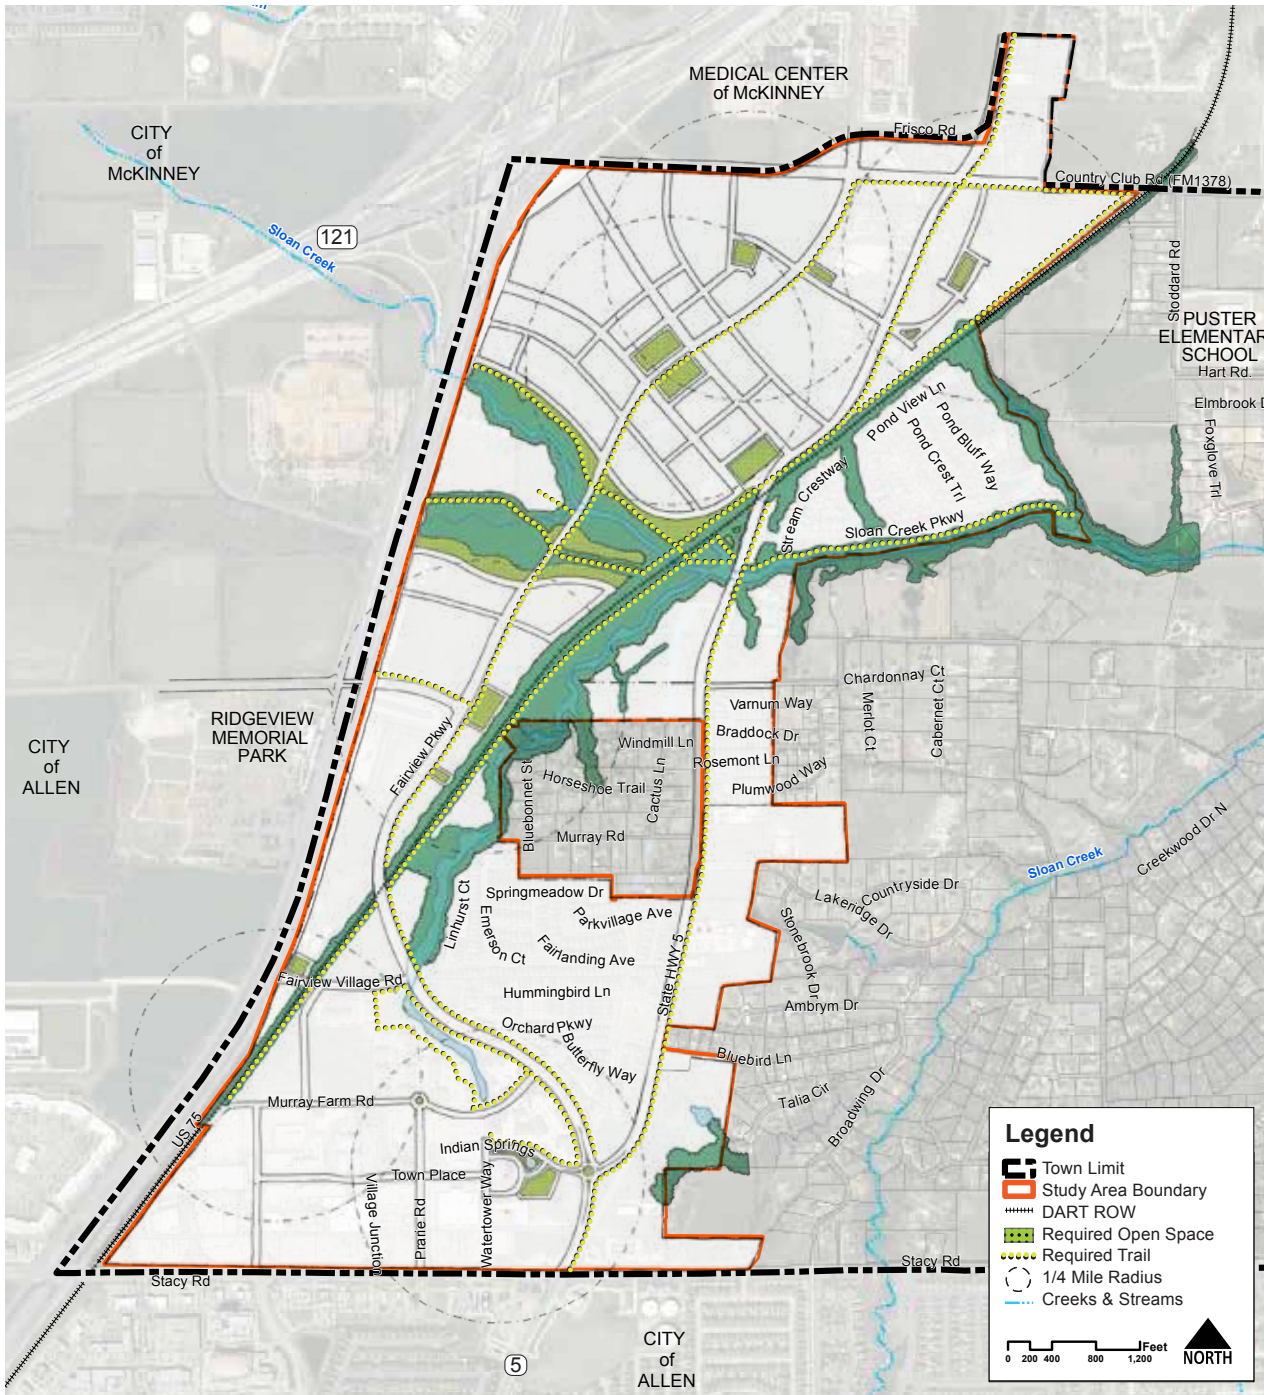 MEDICAL CENTER
of McKINNEY
CITY
of
McKINNEY
Frisco Rd
Country Club Rd (FM1378)
121
Sloan Creek
Stoddard Rd
PUSTER
ELEMENTAR
SCHOOL
Hart Rd.
Elmbrook D
Foxglove Trl
Pond View Ln
Pond Bluff Way
Pond Crest Trl
Stream Crestway
Sloan Creek Pkwy
Chardonnay Ct
Merlot Ct
Cabernet Ct Ct
Varnum Way
Braddock Dr
Rosemont Ln
Plumwood Way
RIDGEVIEW
MEMORIAL
PARK
CITY
of
ALLEN
Fairview Pkwy
Windmill Ln
Horseshoe Trail
Cactus Ln
Bluebonnet St
Murray Rd
Sloan Creek
Creekwood Dr N
Countryside Dr
Lakeridge Dr
Springmeadow Dr
Parkvillage Ave
Linhurst Ct
Emerson Ct
Fairlanding Ave
Stonebrook Dr
State HWY 5
Fairview Village Rd
Hummingbird Ln
Ambrym Dr
Orchard Pkwy
Butterfly Way
Bluebird Ln
Talia Cir
Broadwing Dr
Murray Farm Rd
US 75
Indian Springs
Town Place
Village Junction
Prarie Rd
Watertower Way
Stacy Rd
Stacy Rd
CITY
of
ALLEN
5
Legend
Town Limit
Study Area Boundary
DART ROW
Required Open Space
Required Trail
1/4 Mile Radius
Creeks & Streams
Feet
0 200 400 800 1,200
NORTH